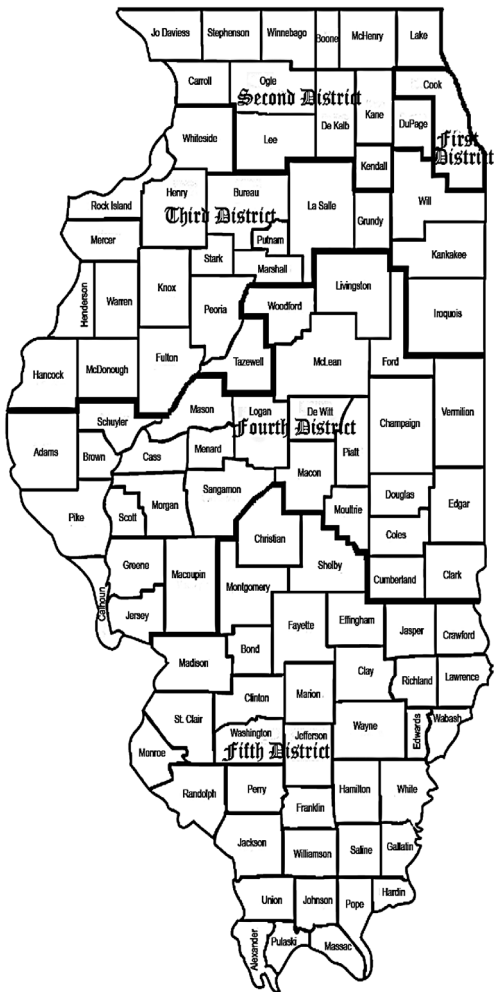 Jo Daviess Stephenson Winnebago Boone McHenry Lake
Carroll Ogle Cook
Second District
De Kalb Kane DuPage
First
District
Whiteside Lee
Kendall
Will
Henry Bureau
Rock Island La Salle
Third District
Grundy
Mercer Putnam
Stark Marshall Kankakee
Henderson Warren Knox Peoria Woodford Livingston Iroquois
Hancock McDonough Fulton Tazewell McLean Ford
Mason Logan De Witt
Fourth District
Schuyler Champaign Vermilion
Adams Brown Cass Menard Piatt
Macon
Sangamon
Pike Scott Morgan Moultrie Douglas Edgar
Christian Coles
Greene Macoupin Shelby
Montgomery Cumberland Clark
Calhoun Jersey
Fayette Effingham Jasper Crawford
Madison Bond
Clay Richland Lawrence
Clinton Marion
St. Clair Wayne Edwards Wabash
Washington Jefferson
Fifth District
Monroe
Randolph Perry Hamilton White
Franklin
Jackson Williamson Saline Gallatin
Union Johnson Pope Hardin
Alexander Pulaski Massac